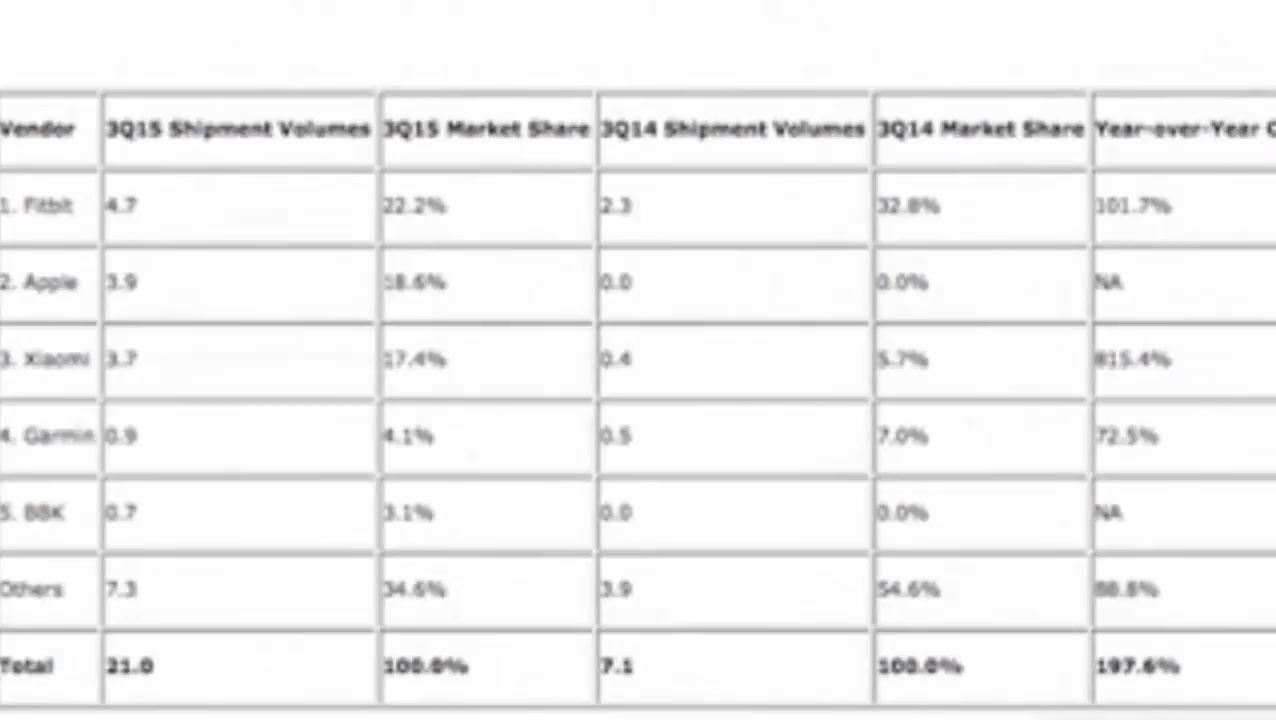 Vendor 3Q15 Shipment Volumes 3Q15 Market Share 3Q14 Shipment Volumes 3Q14 Market Share Year-over-Year
1. Fitbit 4.7 22.2% 2.3 32.8% 101.7%
2. Apple 3.9 18.6% 0.0 0.0% NA
3. Xiaomi 3.7 17.4% 0.4 5.7% 815.4%
4. Garmin 0.9 4.1% 0.5 7.0% 72.5%
5. BBK 0.7 3.1% 0.0 0.0% NA
Others 7.3 34.6% 3.9 54.6% 88.8%
Total 21.0 100.0% 7.1 100.0% 197.6%